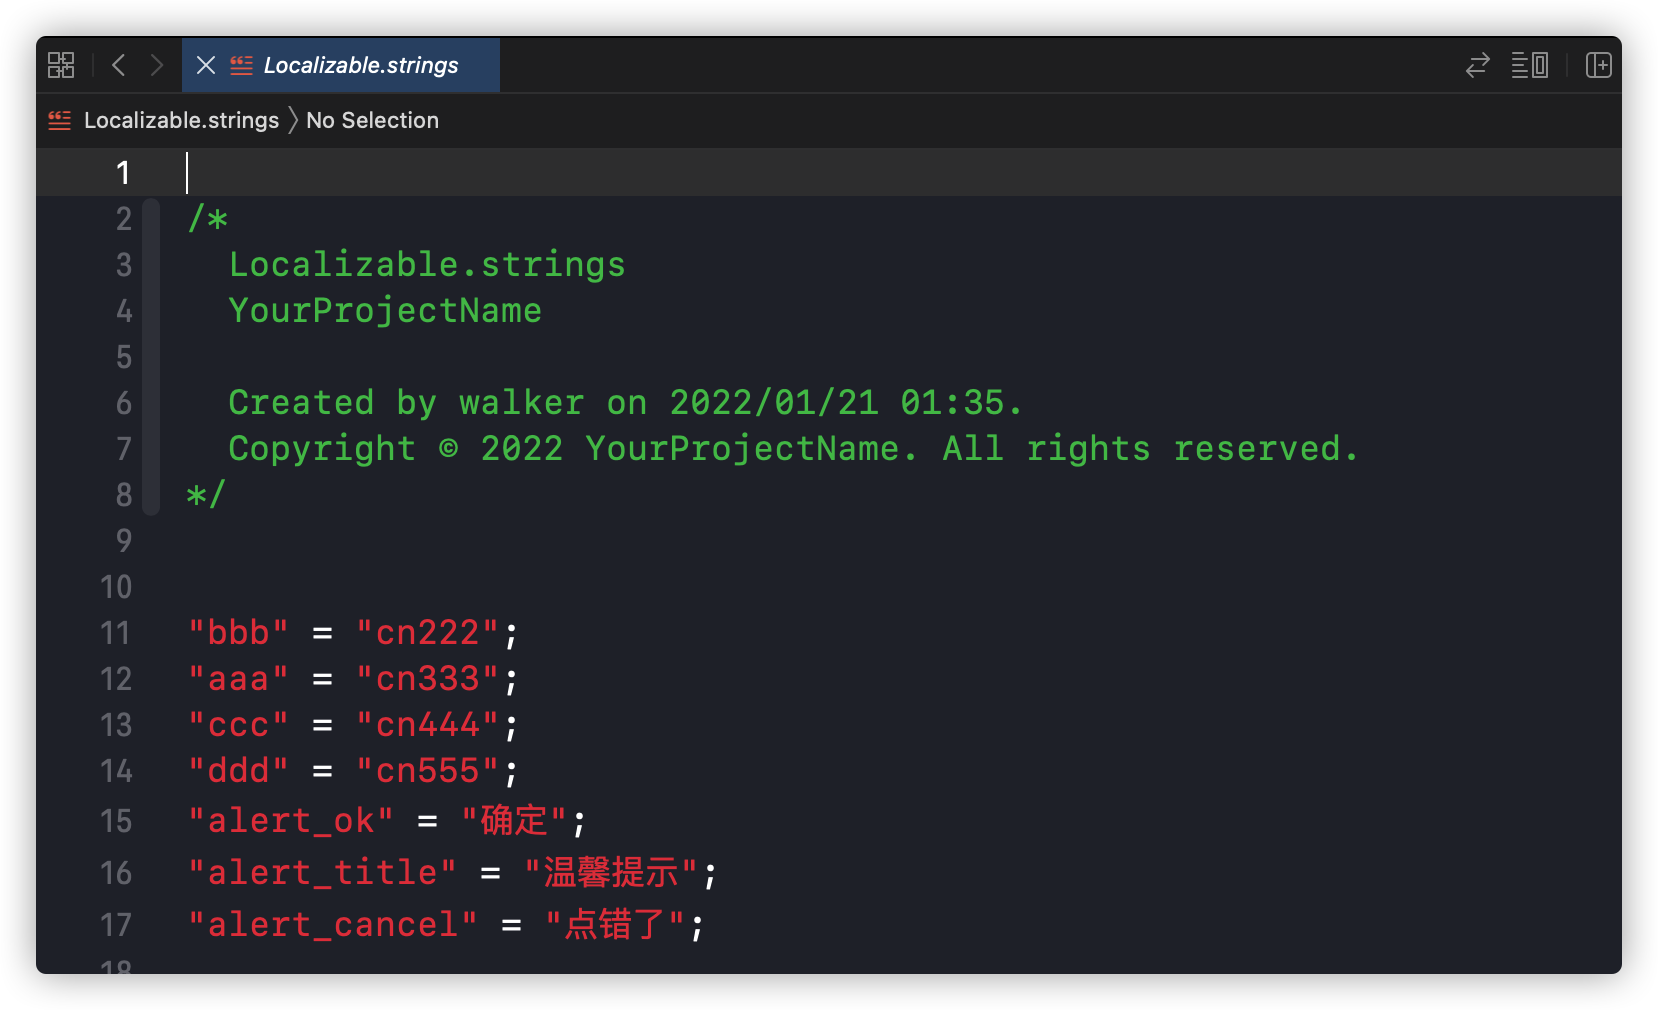 Localizable.strings
Localizable.strings 〉 No Selection
1
2 /*
3 Localizable.strings
4 YourProjectName
5
6 Created by walker on 2022/01/21 01:35.
7 Copyright © 2022 YourProjectName. All rights reserved.
8 */
9
10
11 "bbb" = "cn222";
12 "aaa" = "cn333";
13 "ccc" = "cn444";
14 "ddd" = "cn555";
15 "alert_ok" = "确定";
16 "alert_title" = "温馨提示";
17 "alert_cancel" = "点错了";
18